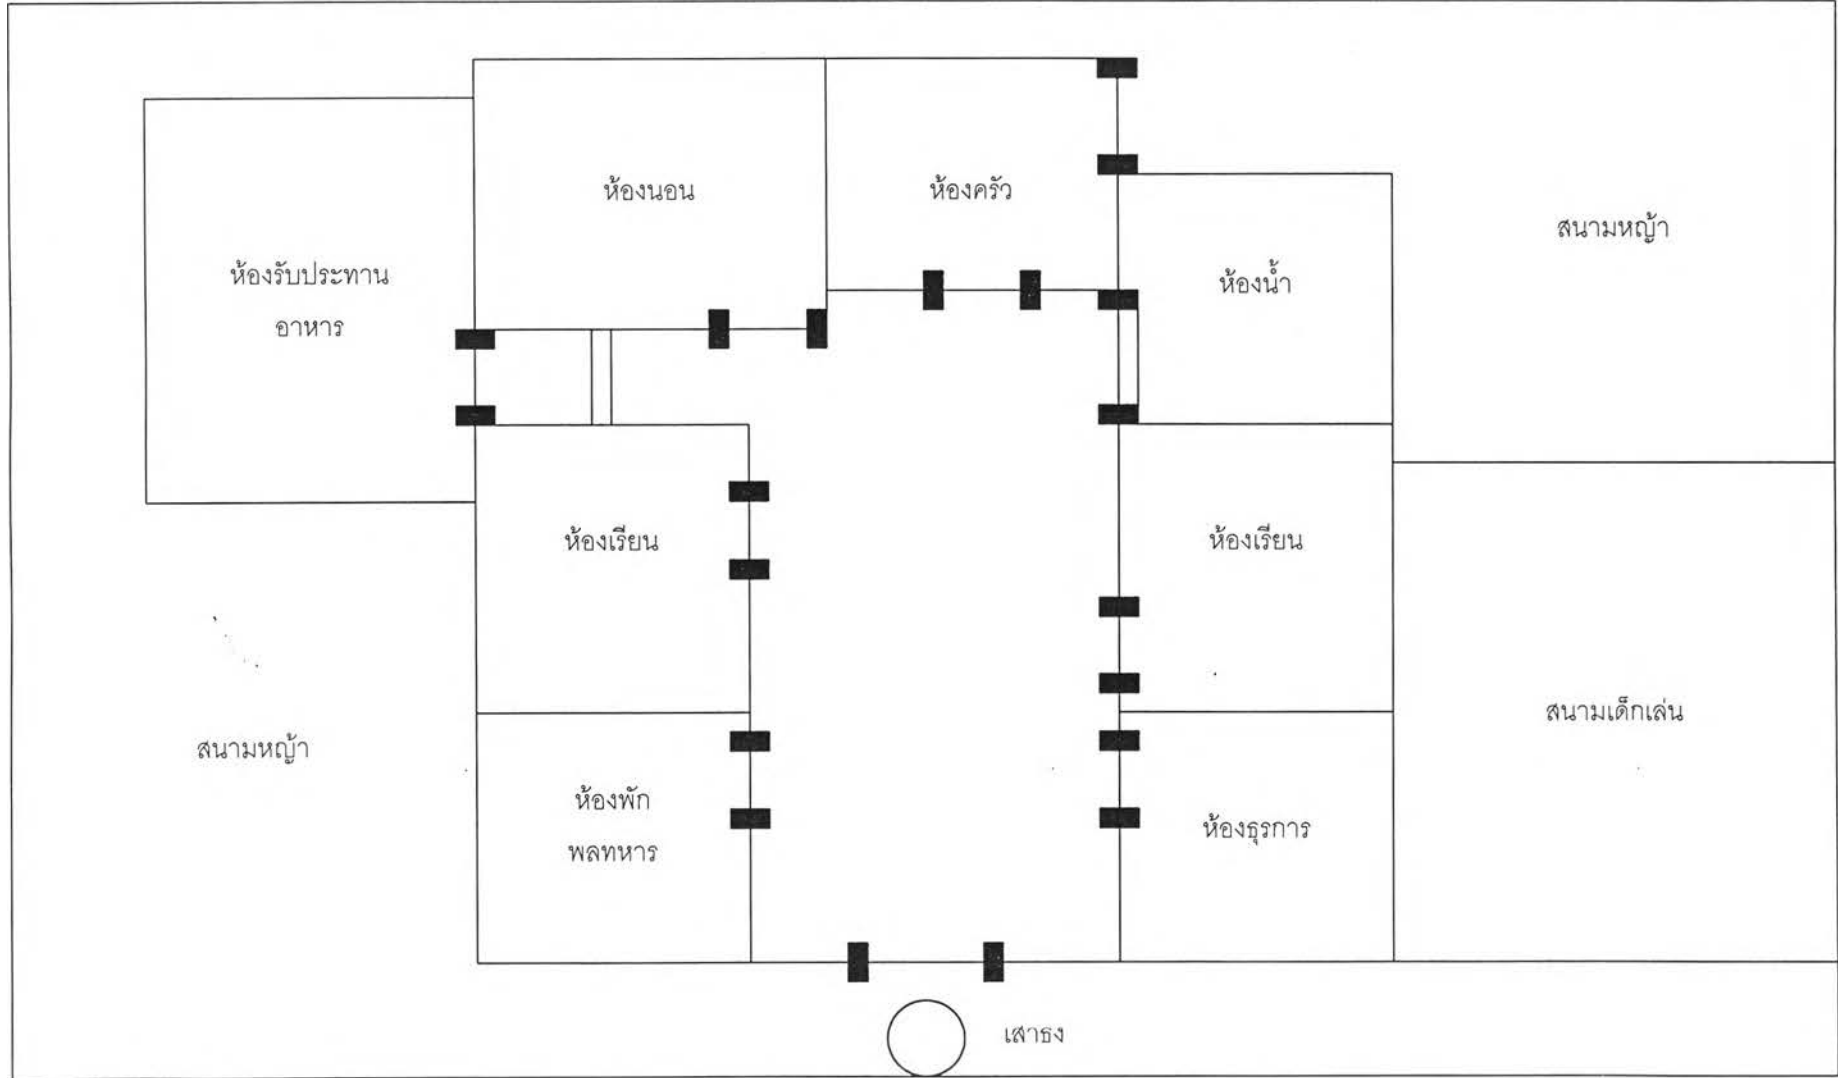 ห้องนอน
ห้องครัว
สนามหญ้า
ห้องรับประทาน
อาหาร
ห้องน้ำ
ห้องเรียน
ห้องเรียน
สนามหญ้า
สนามเด็กเล่น
ห้องพัก
พลทหาร
ห้องธุรการ
เสาธง